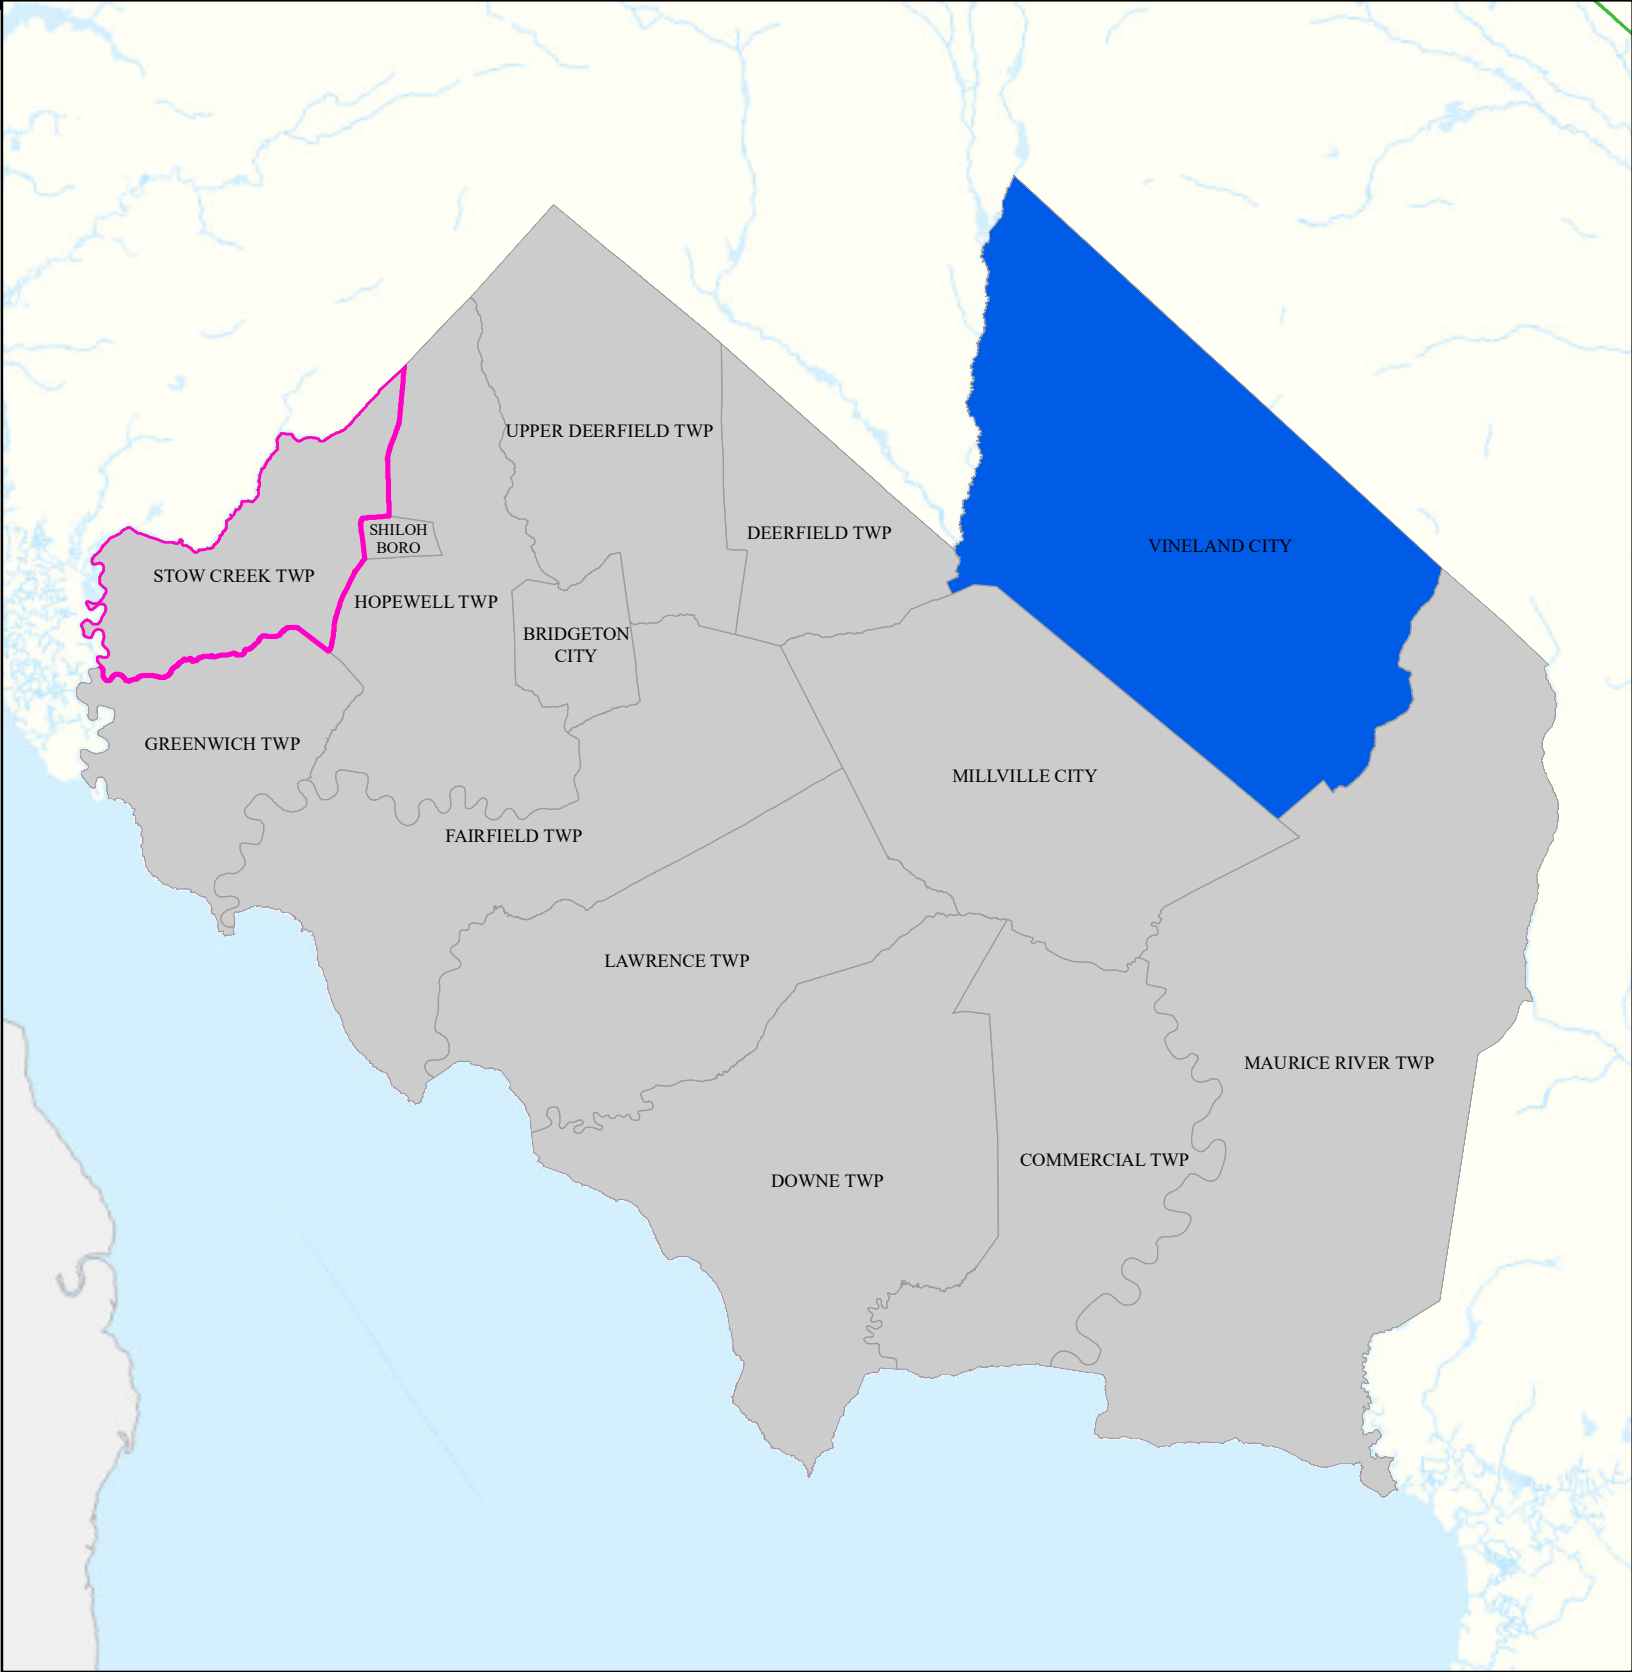 UPPER DEERFIELD TWP
DEERFIELD TWP
SHILOH
BORO
VINELAND CITY
STOW CREEK TWP
HOPEWELL TWP
BRIDGETON
CITY
GREENWICH TWP
MILLVILLE CITY
FAIRFIELD TWP
LAWRENCE TWP
MAURICE RIVER TWP
COMMERCIAL TWP
DOWNE TWP